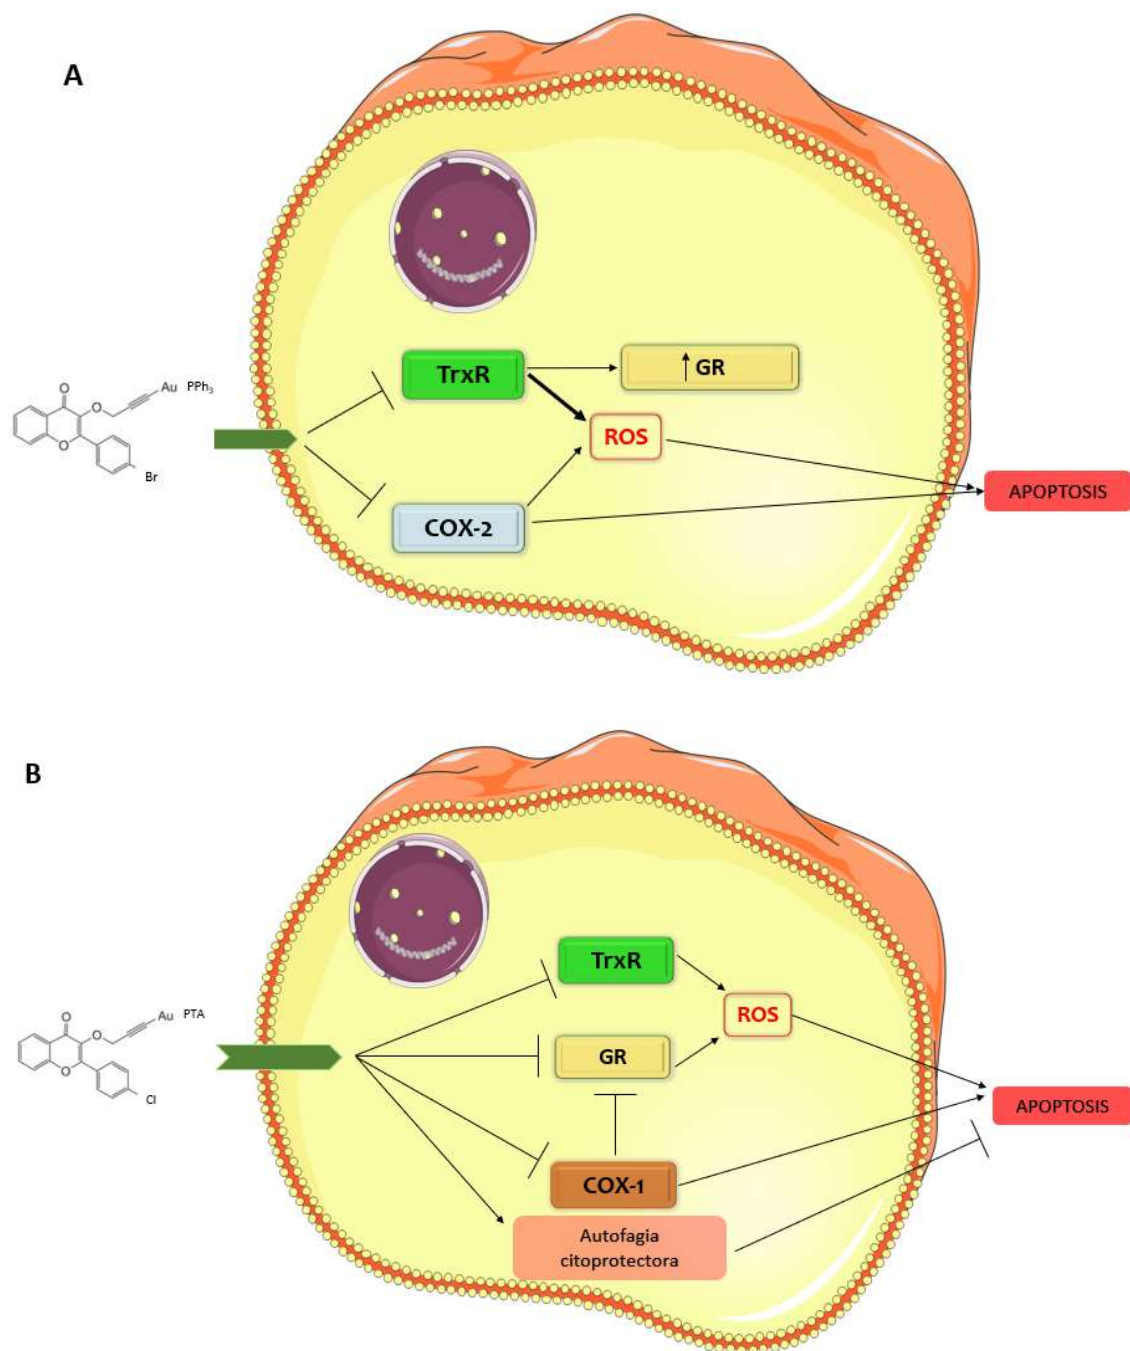 A
TrxR
GR
ROS
COX-2
APOPTOSIS
O
O
Au PPh₃
O
Br
B
TrxR
ROS
GR
COX-1
Autofagia
citoprotectora
APOPTOSIS
O
O
Au PTA
O
Cl